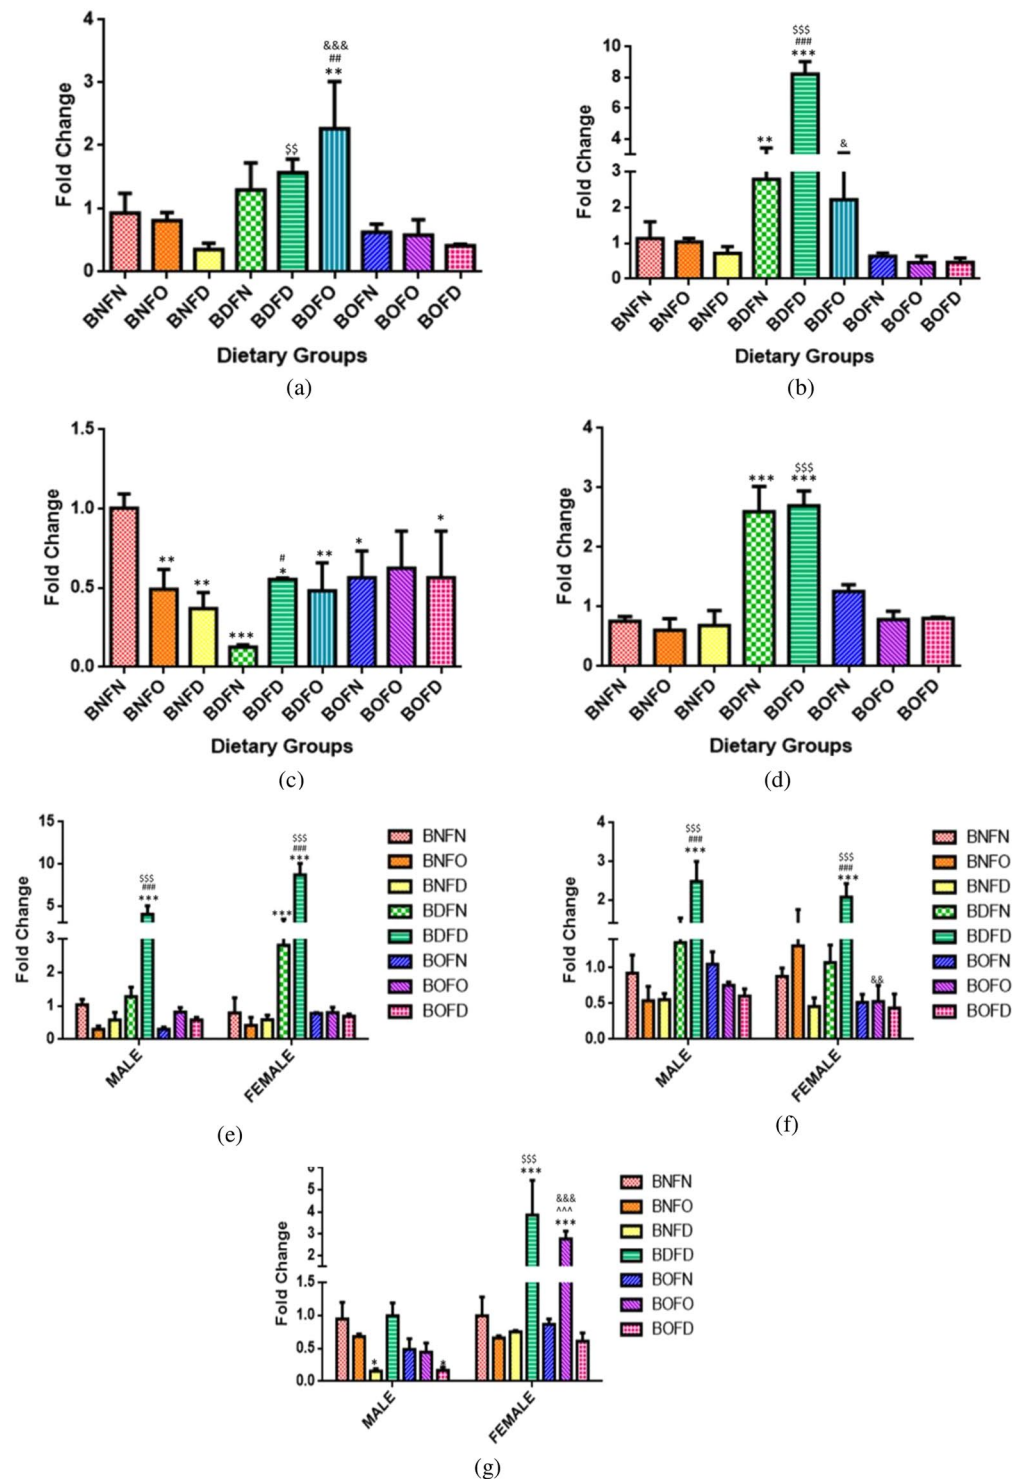 4
3
2
1
0
Fold Change
&&&
##
**
$$
BNFN
BNFO
BNFD
BDFN
BDFD
BDFO
BOFN
BOFO
BOFD
Dietary Groups
(a)
10
8
6
4
3
2
1
0
Fold Change
$$$
###
***
**
&
BNFN
BNFO
BNFD
BDFN
BDFD
BDFO
BOFN
BOFO
BOFD
Dietary Groups
(b)
1.5
1.0
0.5
0.0
Fold Change
**
**
***
#
*
**
*
*
BNFN
BNFO
BNFD
BDFN
BDFD
BDFO
BOFN
BOFO
BOFD
Dietary Groups
(c)
4
3
2
1
0
Fold Change
***
$$$
***
BNFN
BNFO
BNFD
BDFN
BDFD
BOFN
BOFO
BOFD
Dietary Groups
(d)
15
10
5
3
2
1
0
Fold Change
$$$
###
***
***
$$$
###
***
MALE
FEMALE
BNFN
BNFO
BNFD
BDFN
BDFD
BOFN
BOFO
BOFD
(e)
4
3
2
1.0
0.5
0.0
Fold Change
$$$
###
***
$$$
###
***
&&
MALE
FEMALE
BNFN
BNFO
BNFD
BDFN
BDFD
BOFN
BOFO
BOFD
(f)
6
5
4
3
2
1.5
1.0
0.5
0.0
Fold Change
*
*
$$$
***
&&&
^^^
***
MALE
FEMALE
BNFN
BNFO
BNFD
BDFD
BOFN
BOFO
BOFD
(g)